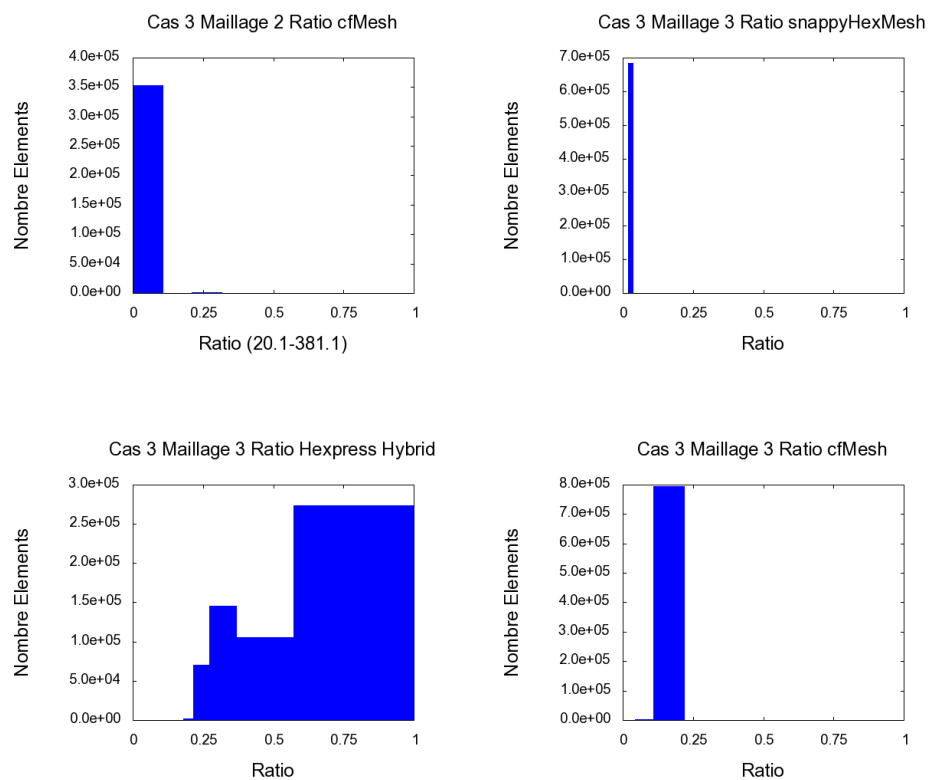 Cas 3 Maillage 2 Ratio cfMesh
4.0e+05
3.5e+05
3.0e+05
2.5e+05
2.0e+05
1.5e+05
1.0e+05
5.0e+04
0.0e+00
Nombre Elements
0 0.25 0.5 0.75 1
Ratio (20.1-381.1)
Cas 3 Maillage 3 Ratio snappyHexMesh
7.0e+05
6.0e+05
5.0e+05
4.0e+05
3.0e+05
2.0e+05
1.0e+05
0.0e+00
Nombre Elements
0 0.25 0.5 0.75 1
Ratio
Cas 3 Maillage 3 Ratio Hexpress Hybrid
3.0e+05
2.5e+05
2.0e+05
1.5e+05
1.0e+05
5.0e+04
0.0e+00
Nombre Elements
0 0.25 0.5 0.75 1
Ratio
Cas 3 Maillage 3 Ratio cfMesh
8.0e+05
7.0e+05
6.0e+05
5.0e+05
4.0e+05
3.0e+05
2.0e+05
1.0e+05
0.0e+00
Nombre Elements
0 0.25 0.5 0.75 1
Ratio